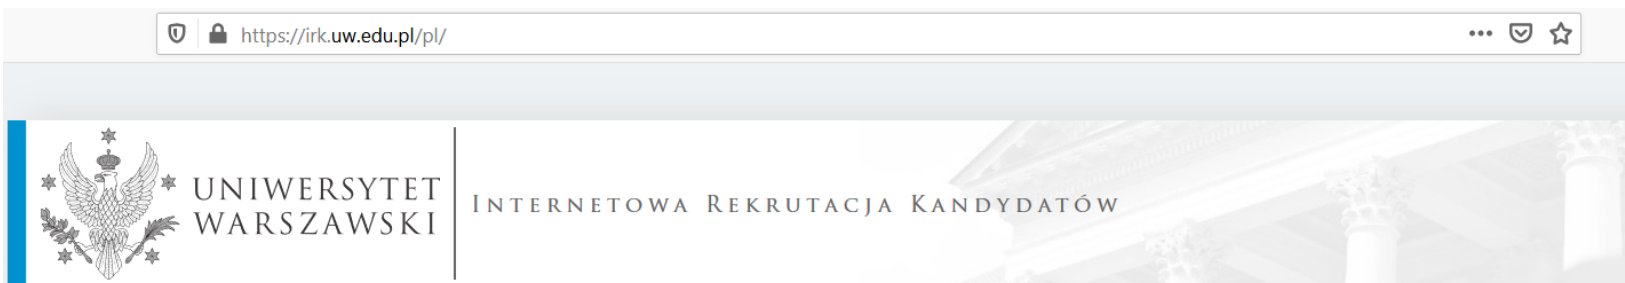 https://irk.uw.edu.pl/pl/
UNIWERSYTET
WARSZAWSKI
INTERNETOWA REKRUTACJA KANDYDATÓW